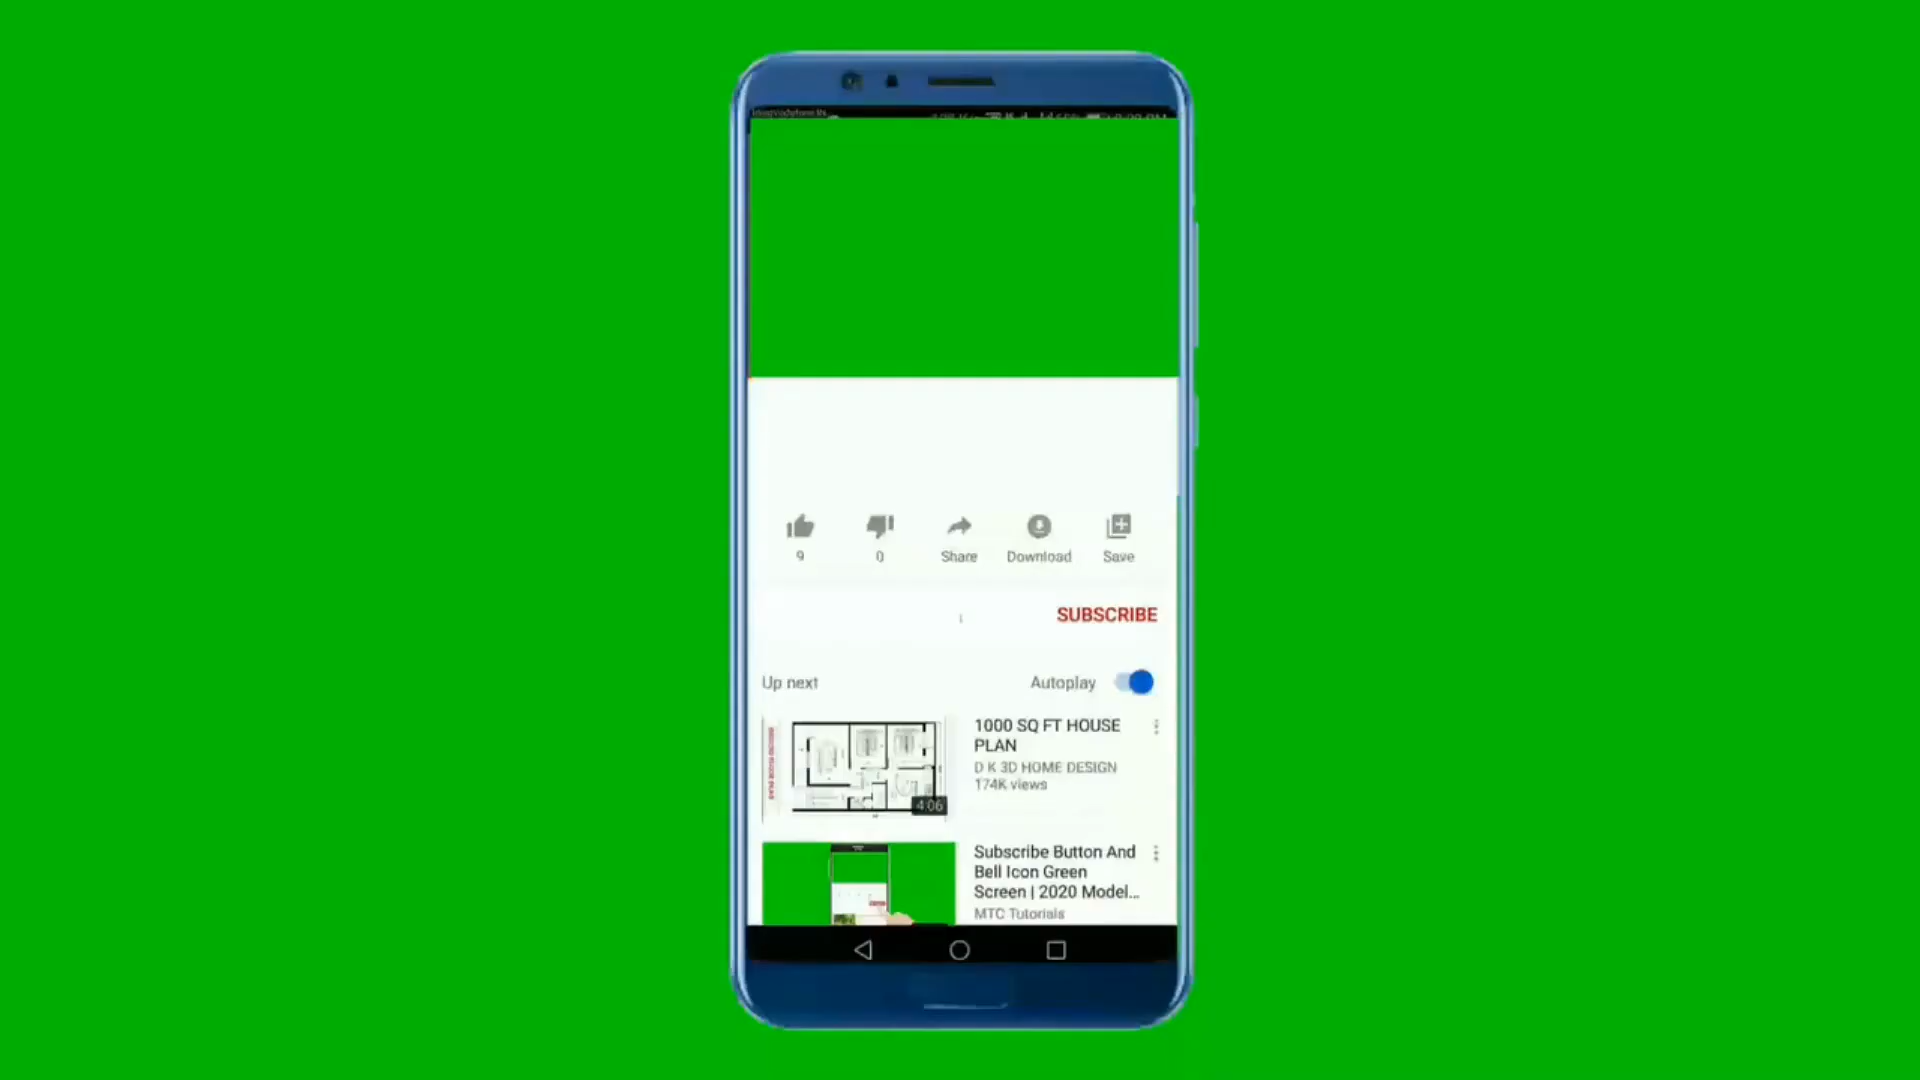 9
0
Share
Download
Save
SUBSCRIBE
Up next
Autoplay
1000 SQ FT HOUSE
PLAN
D K 3D HOME DESIGN
174K views
4:06
Subscribe Button And
Bell Icon Green
Screen | 2020 Model...
MTC Tutorials